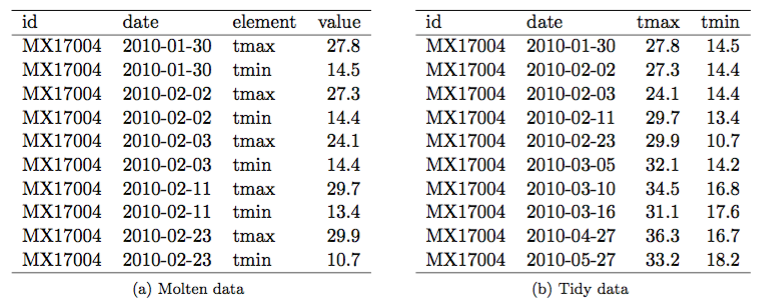 id date element value
MX17004 2010-01-30 tmax 27.8
MX17004 2010-01-30 tmin 14.5
MX17004 2010-02-02 tmax 27.3
MX17004 2010-02-02 tmin 14.4
MX17004 2010-02-03 tmax 24.1
MX17004 2010-02-03 tmin 14.4
MX17004 2010-02-11 tmax 29.7
MX17004 2010-02-11 tmin 13.4
MX17004 2010-02-23 tmax 29.9
MX17004 2010-02-23 tmin 10.7
(a) Molten data
id date tmax tmin
MX17004 2010-01-30 27.8 14.5
MX17004 2010-02-02 27.3 14.4
MX17004 2010-02-03 24.1 14.4
MX17004 2010-02-11 29.7 13.4
MX17004 2010-02-23 29.9 10.7
MX17004 2010-03-05 32.1 14.2
MX17004 2010-03-10 34.5 16.8
MX17004 2010-03-16 31.1 17.6
MX17004 2010-04-27 36.3 16.7
MX17004 2010-05-27 33.2 18.2
(b) Tidy data